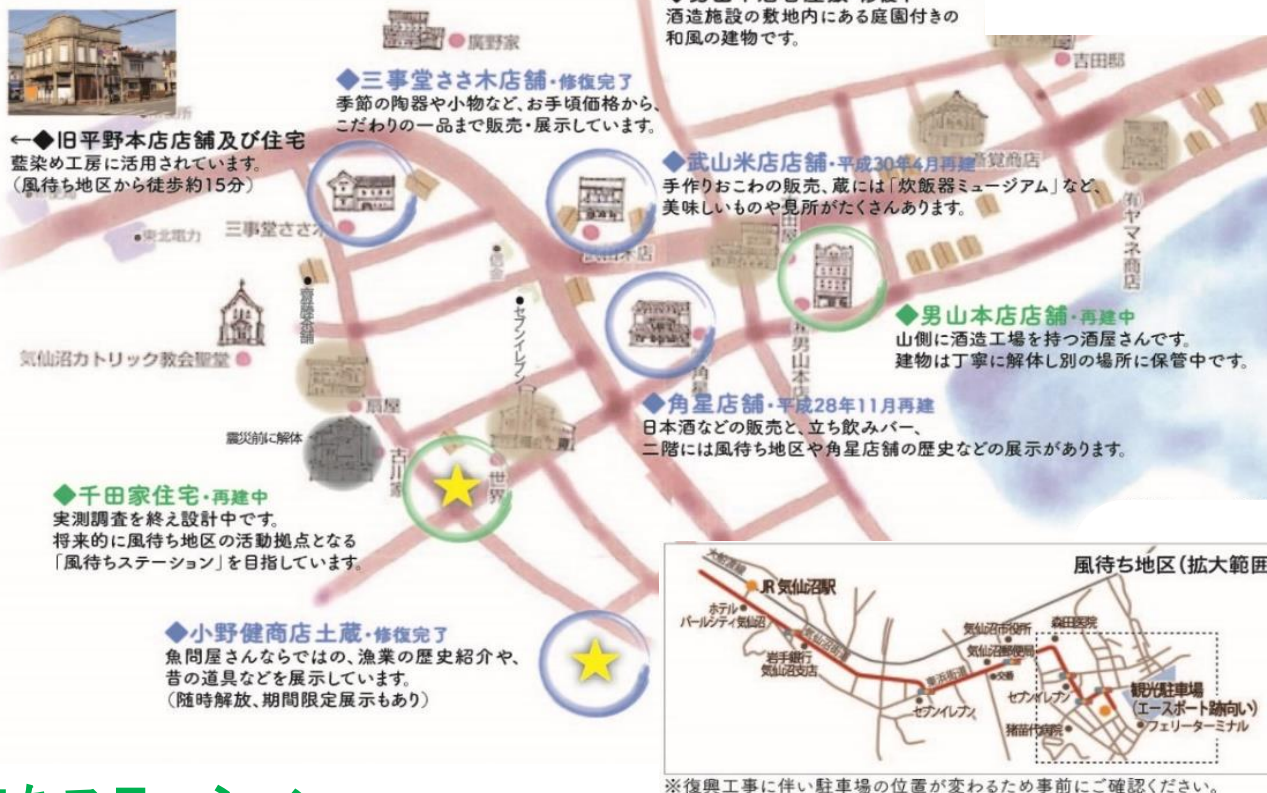 酒造施設の敷地内にある庭園付きの
和風の建物です。
廣野家
吉田邸
◆三事堂ささ木店舗・修復完了
季節の陶器や小物など、お手頃価格から、
こだわりの一品まで販売・展示しています。
←◆旧平野本店店舗及び住宅
藍染め工房に活用されています。
(風待ち地区から徒歩約15分)
◆武山米店店舗・平成30年4月再建
手作りおこわの販売、蔵には「炊飯器ミュージアム」など、
美味しいものや見所がたくさんあります。
東北電力
三事堂ささ木
武山米店
信金
㈲ヤマネ商店
齋藤茶舗
セブンイレブン
気仙沼カトリック教会聖堂
角星
男山本店
◆男山本店店舗・再建中
山側に酒造工場を持つ酒屋さんです。
建物は丁寧に解体し別の場所に保管中です。
◆角星店舗・平成28年11月再建
日本酒などの販売と、立ち飲みバー、
二階には風待ち地区や角星店舗の歴史などの展示があります。
扇屋
震災前に解体
古川家
世界
◆千田家住宅・再建中
実測調査を終え設計中です。
将来的に風待ち地区の活動拠点となる
「風待ちステーション」を目指しています。
◆小野健商店土蔵・修復完了
魚問屋さんならではの、漁業の歴史紹介や、
昔の道具などを展示しています。
(随時解放、期間限定展示もあり)
風待ち地区(拡大範囲
大船渡線
JR 気仙沼駅
ホテル
パールシティ気仙沼
気仙沼街道
岩手銀行
気仙沼支店
気仙沼市役所
森田医院
気仙沼郵便局
交番
東浜街道
セブンイレブン
セブンイレブン
猪苗代病院
観光駐車場
(エースポート跡向い)
フェリーターミナル
※復興工事に伴い駐車場の位置が変わるため事前にご確認ください。